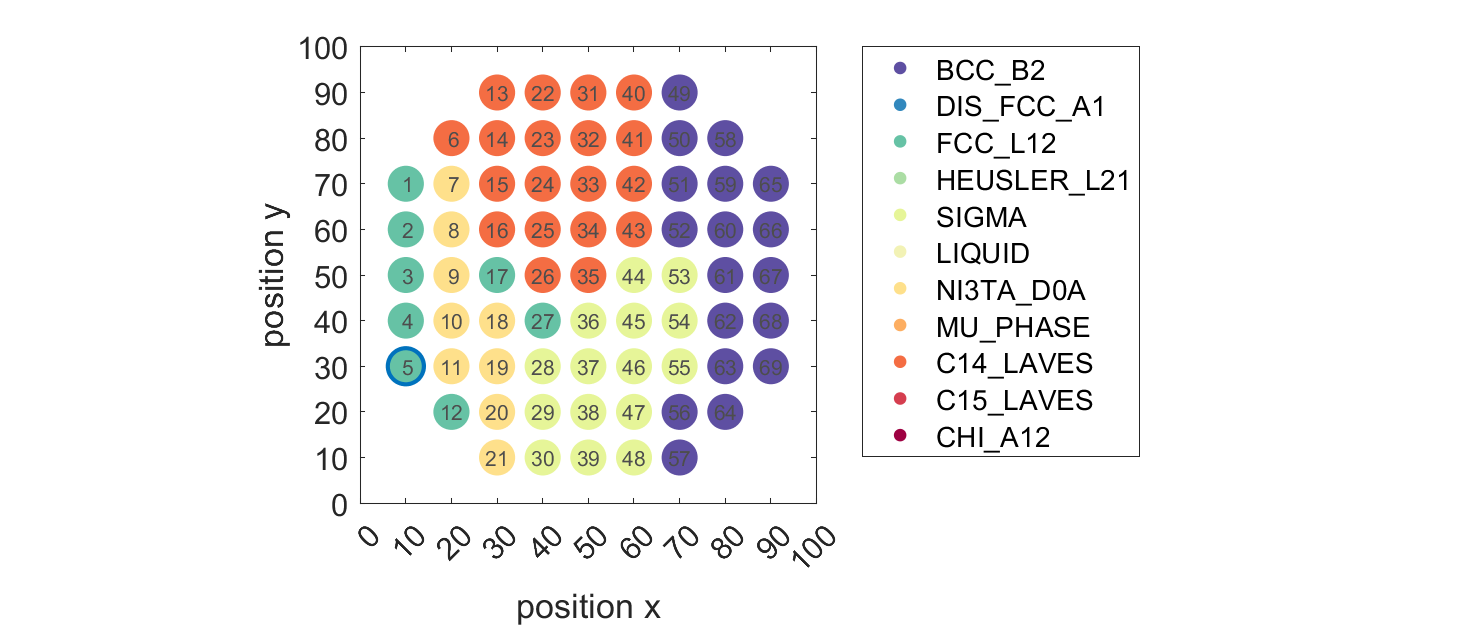 100
90
80
70
60
50
40
30
20
10
0
position y
13 22 31 40 49
6 14 23 32 41 50 58
1 7 15 24 33 42 51 59 65
2 8 16 25 34 43 52 60 66
3 9 17 26 35 44 53 61 67
4 10 18 27 36 45 54 62 68
5 11 19 28 37 46 55 63 69
12 20 29 38 47 56 64
21 30 39 48 57
0 10 20 30 40 50 60 70 80 90 100
position x
BCC_B2
DIS_FCC_A1
FCC_L12
HEUSLER_L21
SIGMA
LIQUID
NI3TA_D0A
MU_PHASE
C14_LAVES
C15_LAVES
CHI_A12